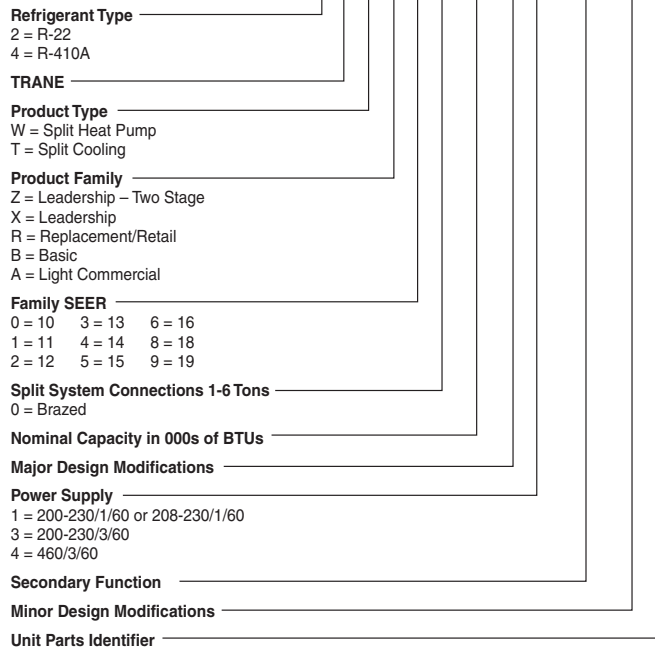 Refrigerant Type
2 = R-22
4 = R-410A
TRANE
Product Type
W = Split Heat Pump
T = Split Cooling
Product Family
Z = Leadership – Two Stage
X = Leadership
R = Replacement/Retail
B = Basic
A = Light Commercial
Family SEER
0 = 10 3 = 13 6 = 16
1 = 11 4 = 14 8 = 18
2 = 12 5 = 15 9 = 19
Split System Connections 1-6 Tons
0 = Brazed
Nominal Capacity in 000s of BTUs
Major Design Modifications
Power Supply
1 = 200-230/1/60 or 208-230/1/60
3 = 200-230/3/60
4 = 460/3/60
Secondary Function
Minor Design Modifications
Unit Parts Identifier